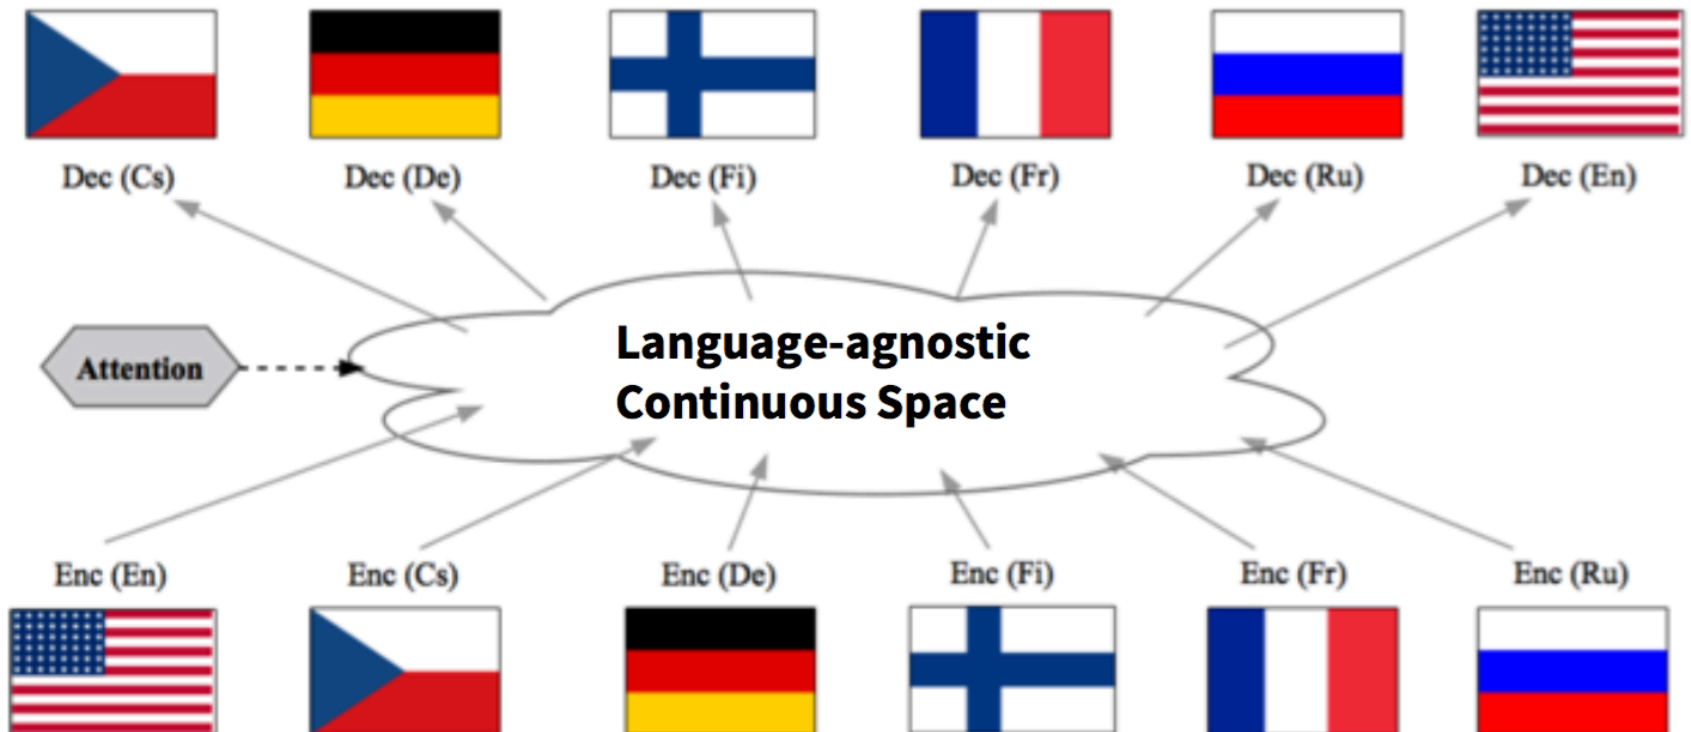 Dec (Cs)
Dec (De)
Dec (Fi)
Dec (Fr)
Dec (Ru)
Dec (En)
Language-agnostic
Continuous Space
Attention
Enc (En)
Enc (Cs)
Enc (De)
Enc (Fi)
Enc (Fr)
Enc (Ru)